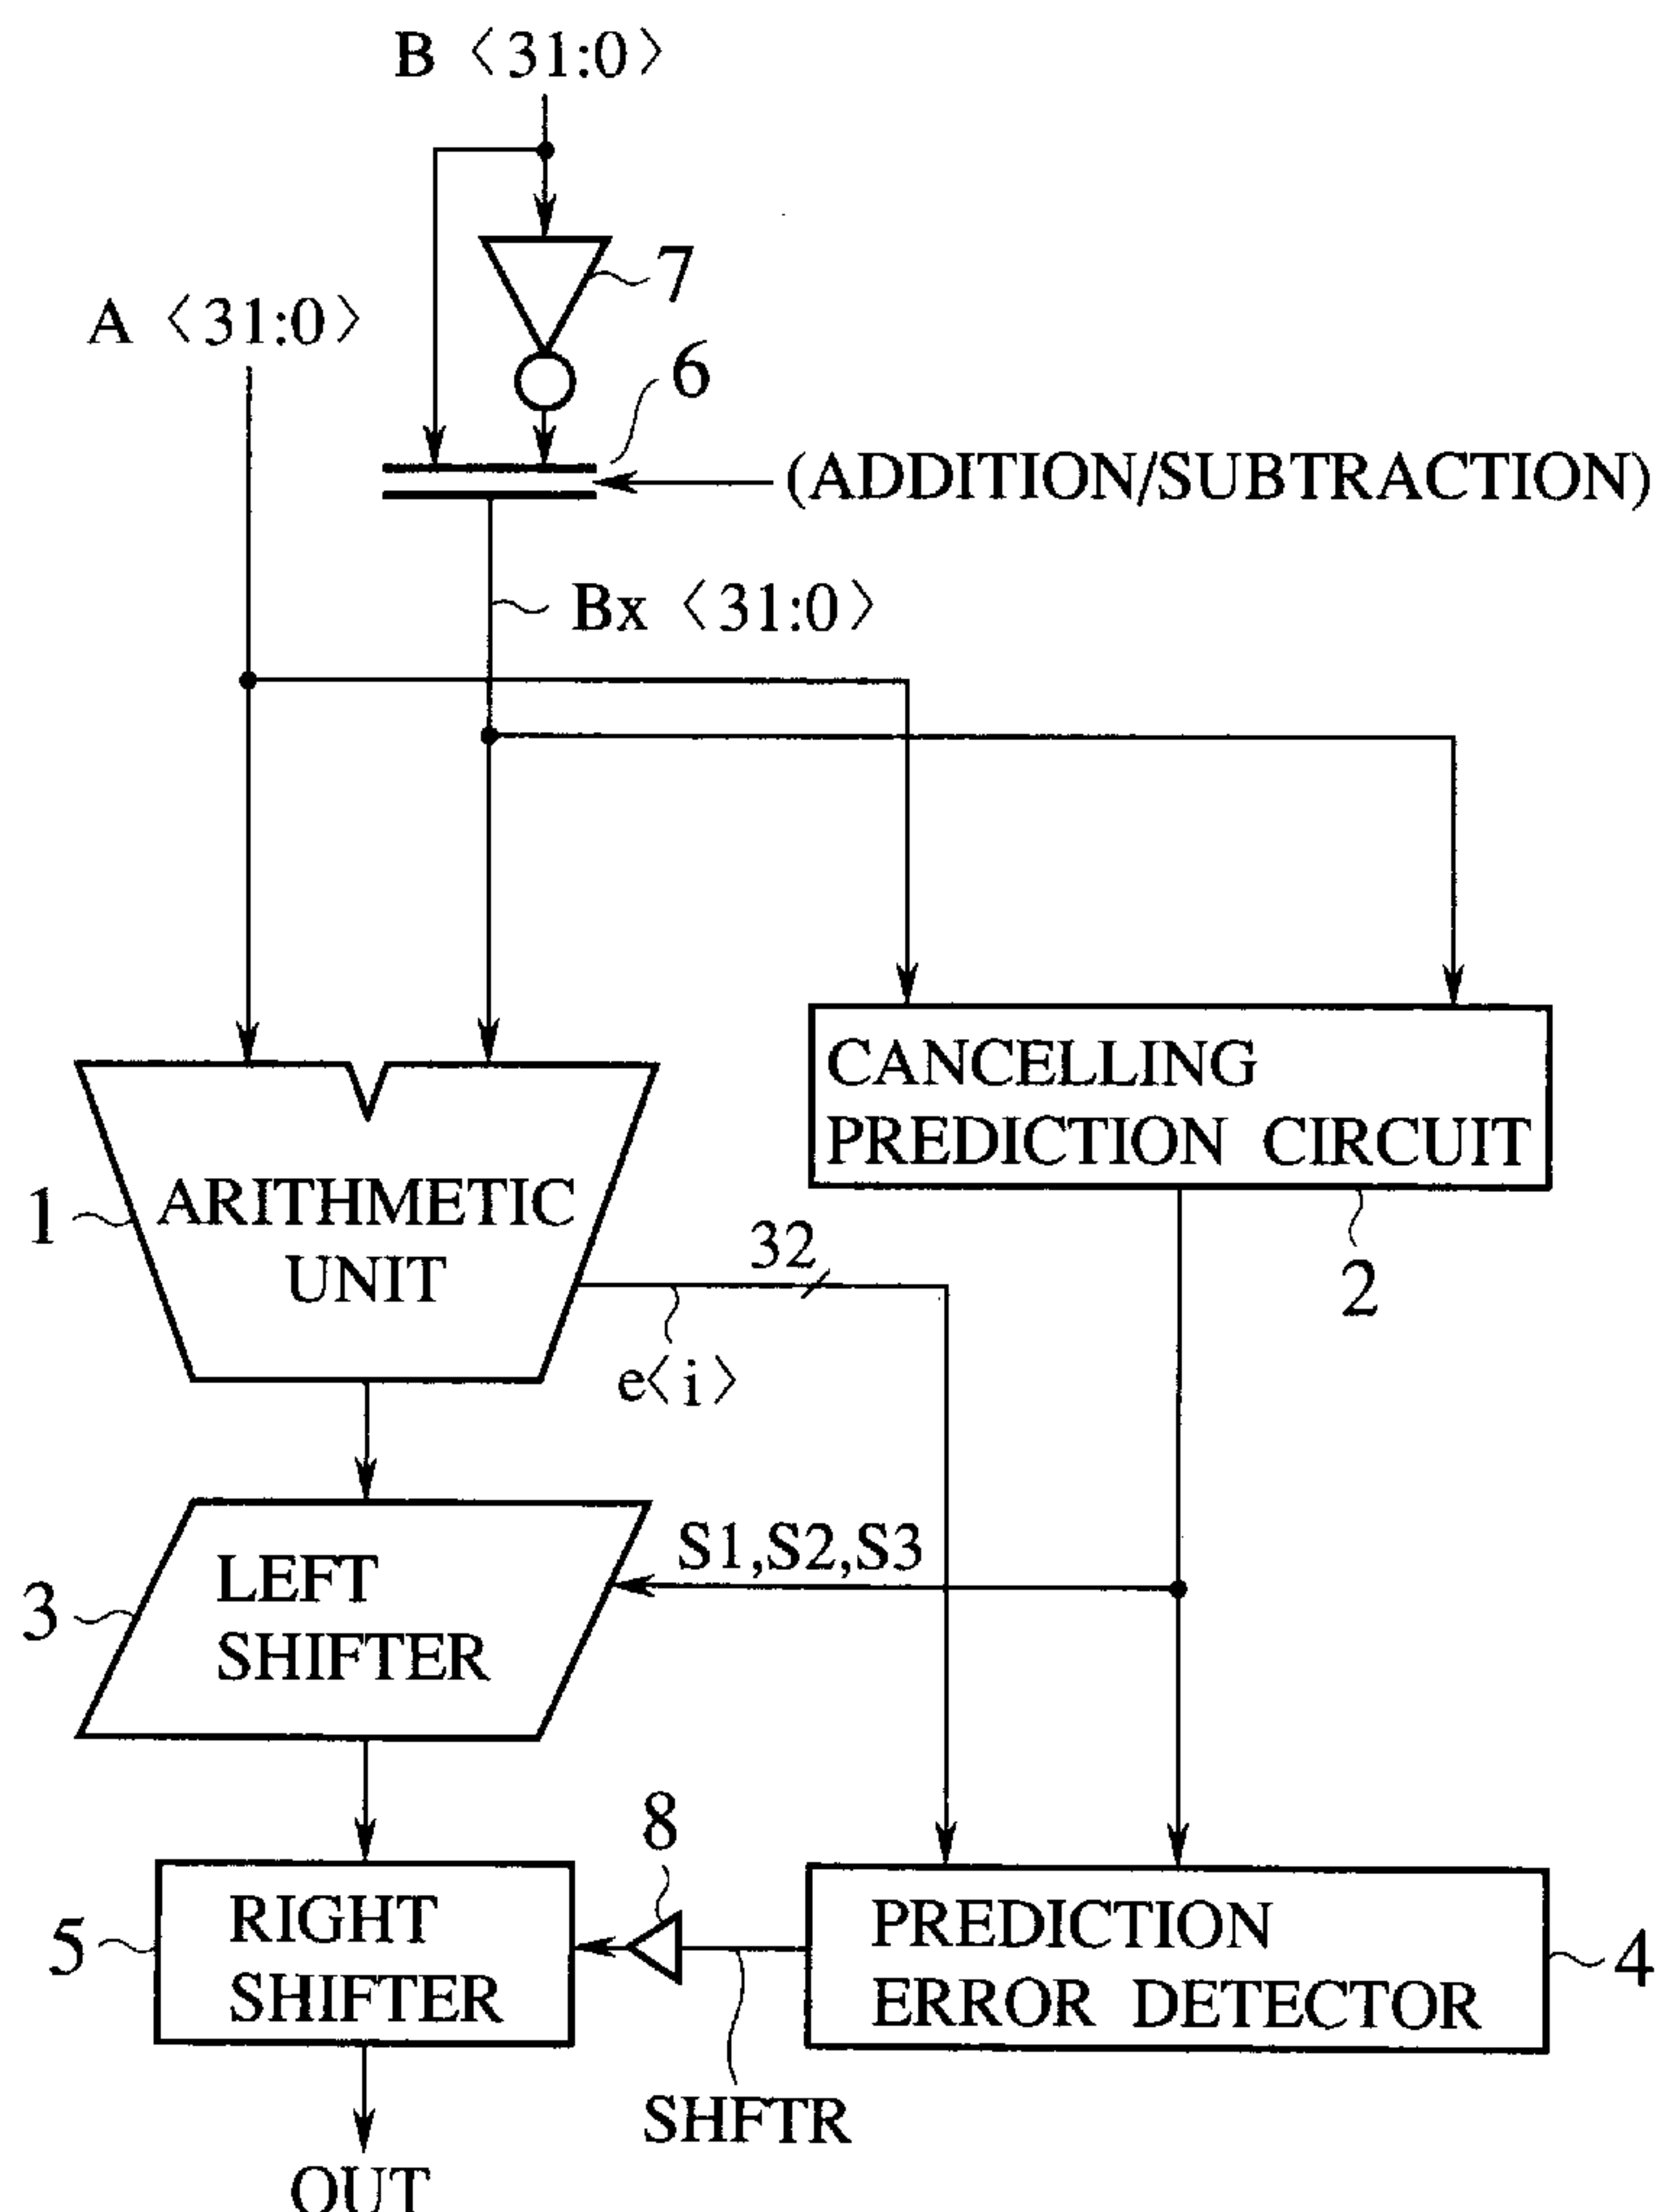 B 〈31:0〉
7
A 〈31:0〉
6
(ADDITION/SUBTRACTION)
Bx 〈31:0〉
CANCELLING
PREDICTION CIRCUIT
1
ARITHMETIC
UNIT
32
2
e〈i〉
S1,S2,S3
LEFT
SHIFTER
3
8
RIGHT
SHIFTER
5
PREDICTION
ERROR DETECTOR
4
SHFTR
OUT